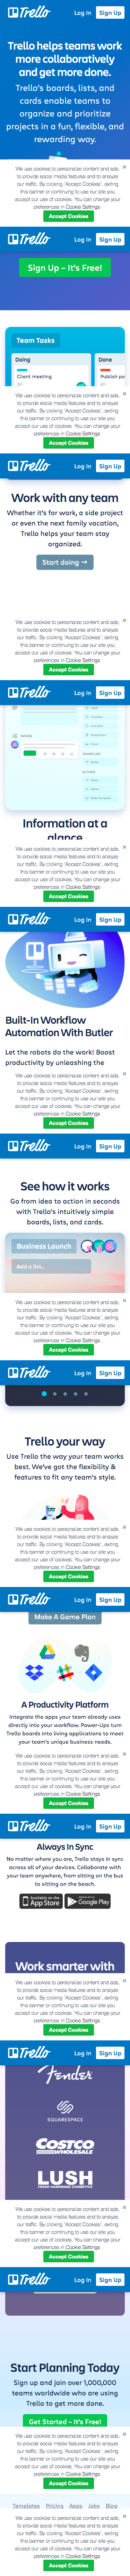 Trello
Log In
Sign Up
Trello helps teams work
more collaboratively
and get more done.
Trello's boards, lists, and
cards enable teams to
organize and prioritize
projects in a fun, flexible, and
rewarding way.
We use cookies to personalize content and ads,
to provide social media features and to analyze
our traffic. By clicking 'Accept Cookies', exiting
this banner or continuing to use our site you
accept our use of cookies. You can change your
preferences in Cookie Settings
Accept Cookies
Trello
Log In
Sign Up
Sign Up – It's Free!
Team Tasks
Doing
Done
Client meeting
Publish po
We use cookies to personalize content and ads,
to provide social media features and to analyze
our traffic. By clicking 'Accept Cookies', exiting
this banner or continuing to use our site you
accept our use of cookies. You can change your
preferences in Cookie Settings
Accept Cookies
Trello
Log In
Sign Up
Work with any team
Whether it's for work, a side project
or even the next family vacation,
Trello helps your team stay
organized.
Start doing →
We use cookies to personalize content and ads,
to provide social media features and to analyze
our traffic. By clicking 'Accept Cookies', exiting
this banner or continuing to use our site you
accept our use of cookies. You can change your
preferences in Cookie Settings
Accept Cookies
Trello
Log In
Sign Up
Activity
Information at a
glance
We use cookies to personalize content and ads,
to provide social media features and to analyze
our traffic. By clicking 'Accept Cookies', exiting
this banner or continuing to use our site you
accept our use of cookies. You can change your
preferences in Cookie Settings
Accept Cookies
Trello
Log In
Sign Up
Built-In Workflow
Automation With Butler
Let the robots do the work! Boost
productivity by unleashing the
We use cookies to personalize content and ads,
to provide social media features and to analyze
our traffic. By clicking 'Accept Cookies', exiting
this banner or continuing to use our site you
accept our use of cookies. You can change your
preferences in Cookie Settings
Accept Cookies
Trello
Log In
Sign Up
See how it works
Go from idea to action in seconds
with Trello's intuitively simple
boards, lists, and cards.
Business Launch
Add a list...
We use cookies to personalize content and ads,
to provide social media features and to analyze
our traffic. By clicking 'Accept Cookies', exiting
this banner or continuing to use our site you
accept our use of cookies. You can change your
preferences in Cookie Settings
Accept Cookies
Trello
Log In
Sign Up
Trello your way
Use Trello the way your team works
best. We've got the flexibility &
features to fit any team's style.
We use cookies to personalize content and ads,
to provide social media features and to analyze
our traffic. By clicking 'Accept Cookies', exiting
this banner or continuing to use our site you
accept our use of cookies. You can change your
preferences in Cookie Settings
Accept Cookies
Trello
Log In
Sign Up
Make A Game Plan
A Productivity Platform
Integrate the apps your team already uses
directly into your workflow. Power-Ups turn
Trello boards into living applications to meet
your team's unique business needs.
We use cookies to personalize content and ads,
to provide social media features and to analyze
our traffic. By clicking 'Accept Cookies', exiting
this banner or continuing to use our site you
accept our use of cookies. You can change your
preferences in Cookie Settings
Accept Cookies
Trello
Log In
Sign Up
Always In Sync
No matter where you are, Trello stays in sync
across all of your devices. Collaborate with
your team anywhere, from sitting on the bus
to sitting on the beach.
Available on the
App Store
Google Play
Work smarter with
We use cookies to personalize content and ads,
to provide social media features and to analyze
our traffic. By clicking 'Accept Cookies', exiting
this banner or continuing to use our site you
accept our use of cookies. You can change your
preferences in Cookie Settings
Accept Cookies
Trello
Log In
Sign Up
Fender
SQUARESPACE
COSTCO
WHOLESALE
LUSH
FRESH HANDMADE COSMETICS
We use cookies to personalize content and ads,
to provide social media features and to analyze
our traffic. By clicking 'Accept Cookies', exiting
this banner or continuing to use our site you
accept our use of cookies. You can change your
preferences in Cookie Settings
Accept Cookies
Trello
Log In
Sign Up
Start Planning Today
Sign up and join over 1,000,000
teams worldwide who are using
Trello to get more done.
Get Started – It's Free!
We use cookies to personalize content and ads,
to provide social media features and to analyze
our traffic. By clicking 'Accept Cookies', exiting
this banner or continuing to use our site you
accept our use of cookies. You can change your
preferences in Cookie Settings
Accept Cookies
Templates Pricing Apps Jobs Blog
We use cookies to personalize content and ads,
to provide social media features and to analyze
our traffic. By clicking 'Accept Cookies', exiting
this banner or continuing to use our site you
accept our use of cookies. You can change your
preferences in Cookie Settings
Accept Cookies